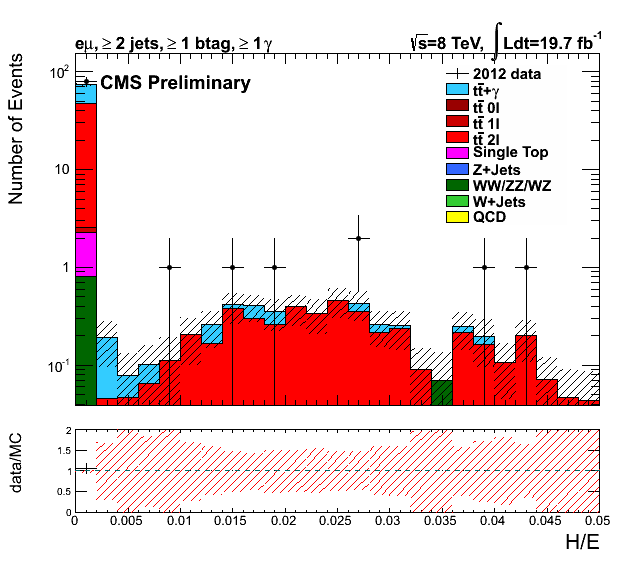 eμ, ≥ 2 jets, ≥ 1 btag, ≥ 1 γ
√s=8 TeV, ∫Ldt=19.7 fb⁻¹
Number of Events
CMS Preliminary
10²
10
1
10⁻¹
2012 data
tt̄+γ
tt̄ 0l
tt̄ 1l
tt̄ 2l
Single Top
Z+Jets
WW/ZZ/WZ
W+Jets
QCD
data/MC
2
1.5
1
0.5
0
0 0.005 0.01 0.015 0.02 0.025 0.03 0.035 0.04 0.045 0.05
H/E